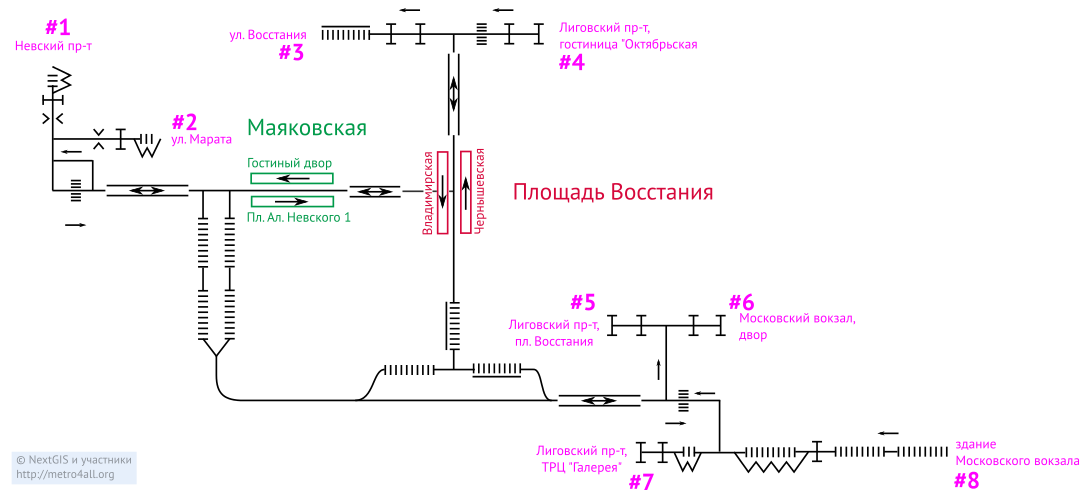 #1
Невский пр-т
#2
ул. Марата
ул. Восстания
#3
Лиговский пр-т,
гостиница "Октябрьская
#4
Маяковская
Гостиный двор
Пл. Ал. Невского 1
Владимирская
Чернышевская
Площадь Восстания
#5
Лиговский пр-т,
пл. Восстания
#6
Московский вокзал,
двор
Лиговский пр-т,
ТРЦ "Галерея"
#7
здание
Московского вокзала
#8
© NextGIS и участники
http://metro4all.org